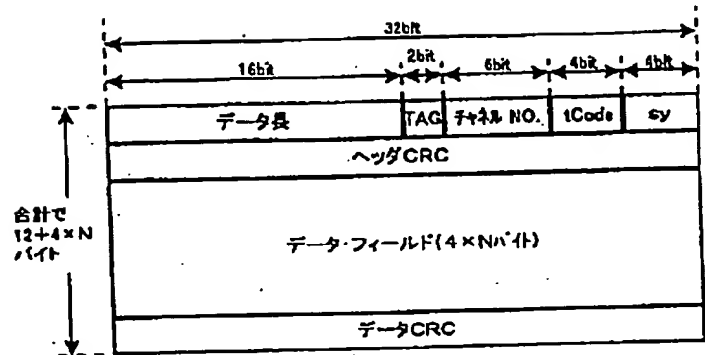 32bit
16bit 2bit 6bit 4bit 4bit
データ長 TAG チャネル NO. tCode sy
ヘッダCRC
合計で
12+4×N
バイト
データ・フィールド(4×Nバイト)
データCRC